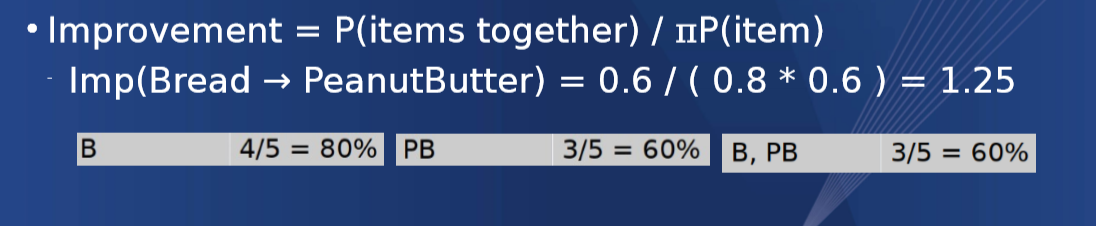 • Improvement = P(items together) / πP(item)
- Imp(Bread → PeanutButter) = 0.6 / ( 0.8 * 0.6 ) = 1.25
B 4/5 = 80% PB 3/5 = 60% B, PB 3/5 = 60%